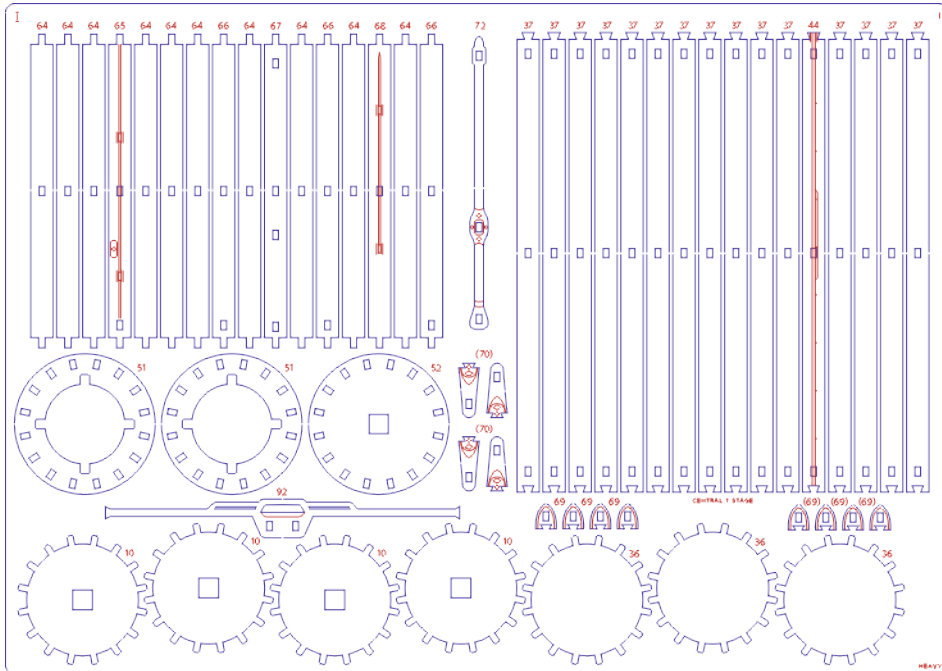 I
64 64 64 65 64 64 64 66 64 67 64 66 64 68 64 66 72 37 37 37 37 37 37 37 37 37 37 37 44 37 37 37 37
51 51 52 (70)
(70)
92
CENTRAL 1 STAGE
69 69 69 (69) (69) (69)
10 10 10 10 36 36 36
HEAVY